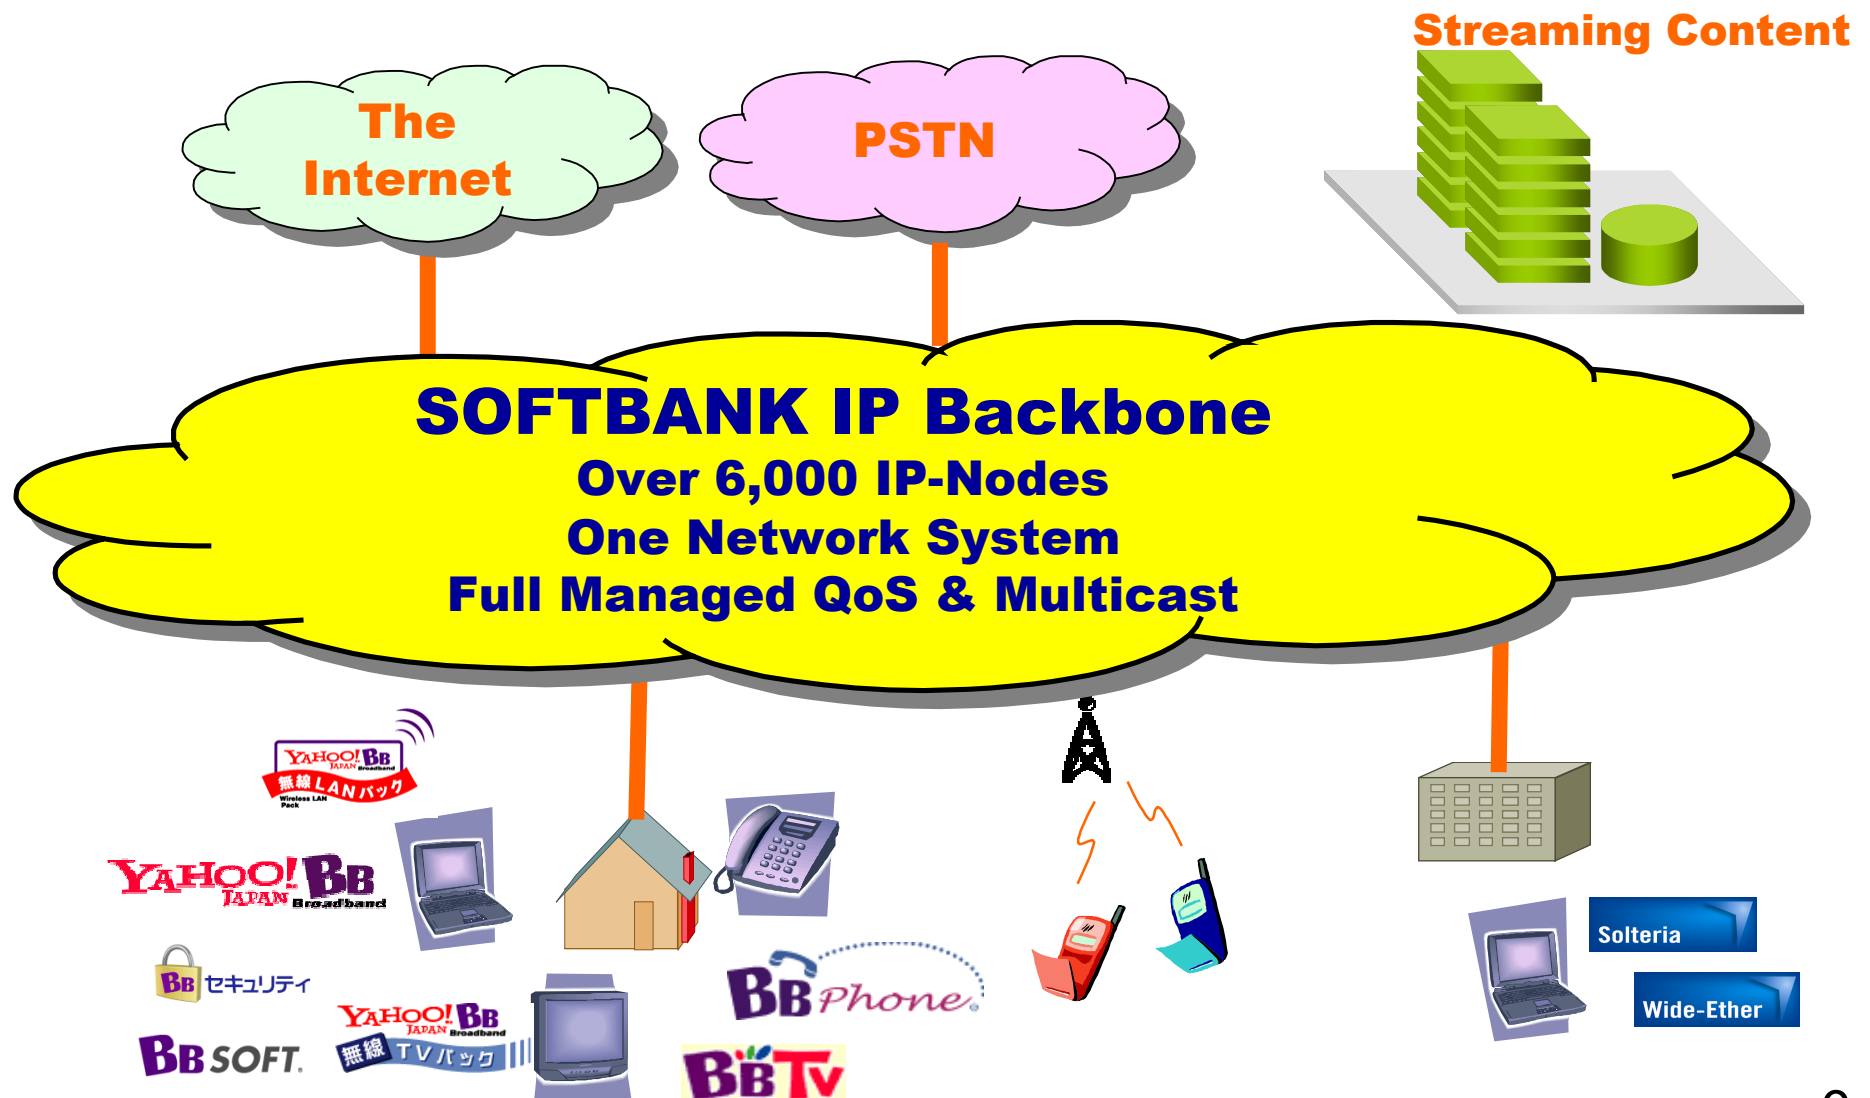 Streaming Content
The
Internet
PSTN
SOFTBANK IP Backbone
Over 6,000 IP-Nodes
One Network System
Full Managed QoS & Multicast
YAHOO! BB
JAPAN Broadband
無線LANパック
Wireless LAN
Pack
YAHOO! BB
JAPAN Broadband
BB セキュリティ
BB SOFT.
YAHOO! BB
JAPAN Broadband
無線 TVパック
BB Phone
BBTV
Solteria
Wide-Ether